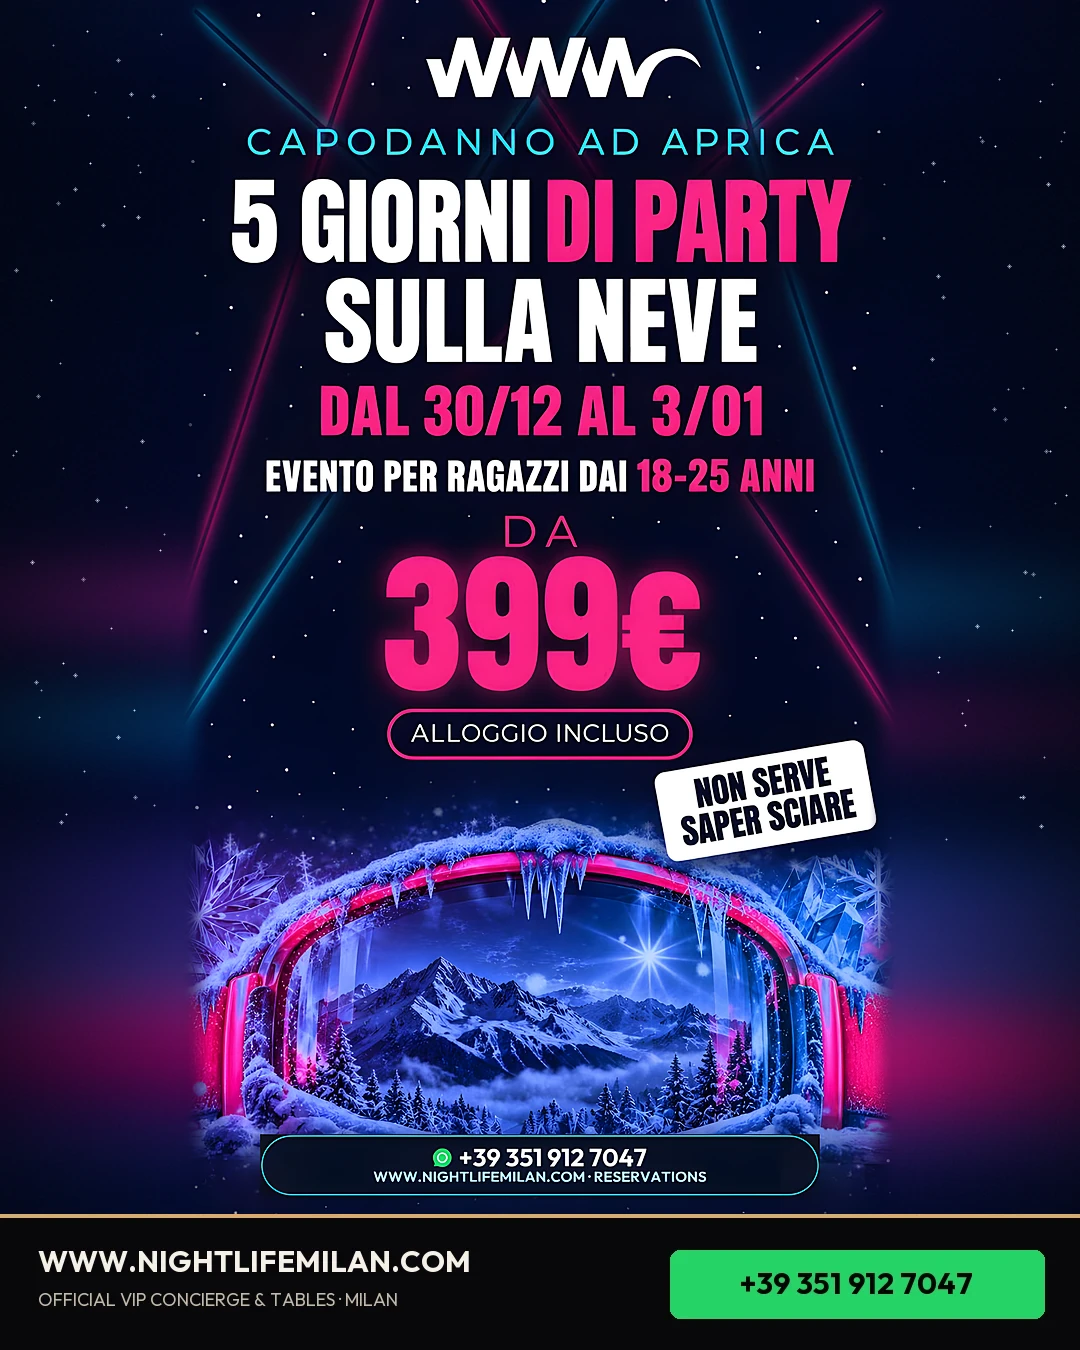 WWW
CAPODANNO AD APRICA
5 GIORNI DI PARTY
SULLA NEVE
DAL 30/12 AL 3/01
EVENTO PER RAGAZZI DAI 18-25 ANNI
DA
399€
ALLOGGIO INCLUSO
NON SERVE
SAPER SCIARE
+39 351 912 7047
WWW.NIGHTLIFEMILAN.COM · RESERVATIONS
WWW.NIGHTLIFEMILAN.COM
OFFICIAL VIP CONCIERGE & TABLES · MILAN
+39 351 912 7047